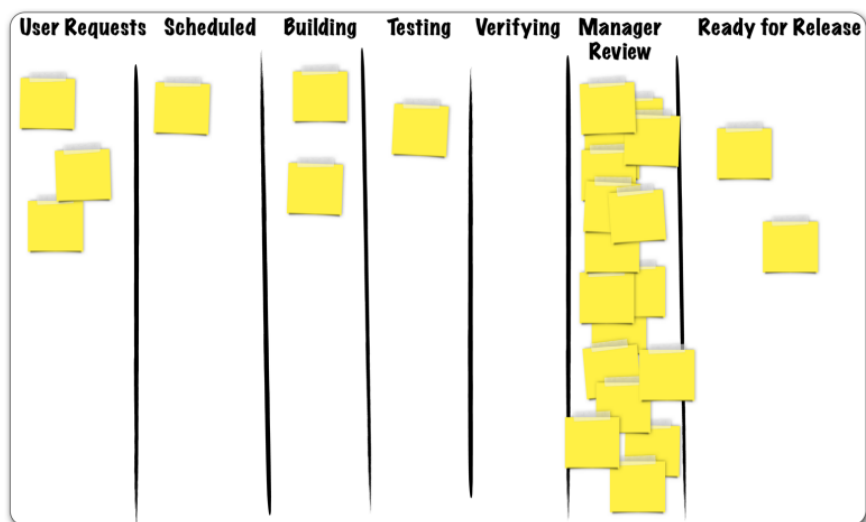 User Requests
Scheduled
Building
Testing
Verifying
Manager
Review
Ready for Release